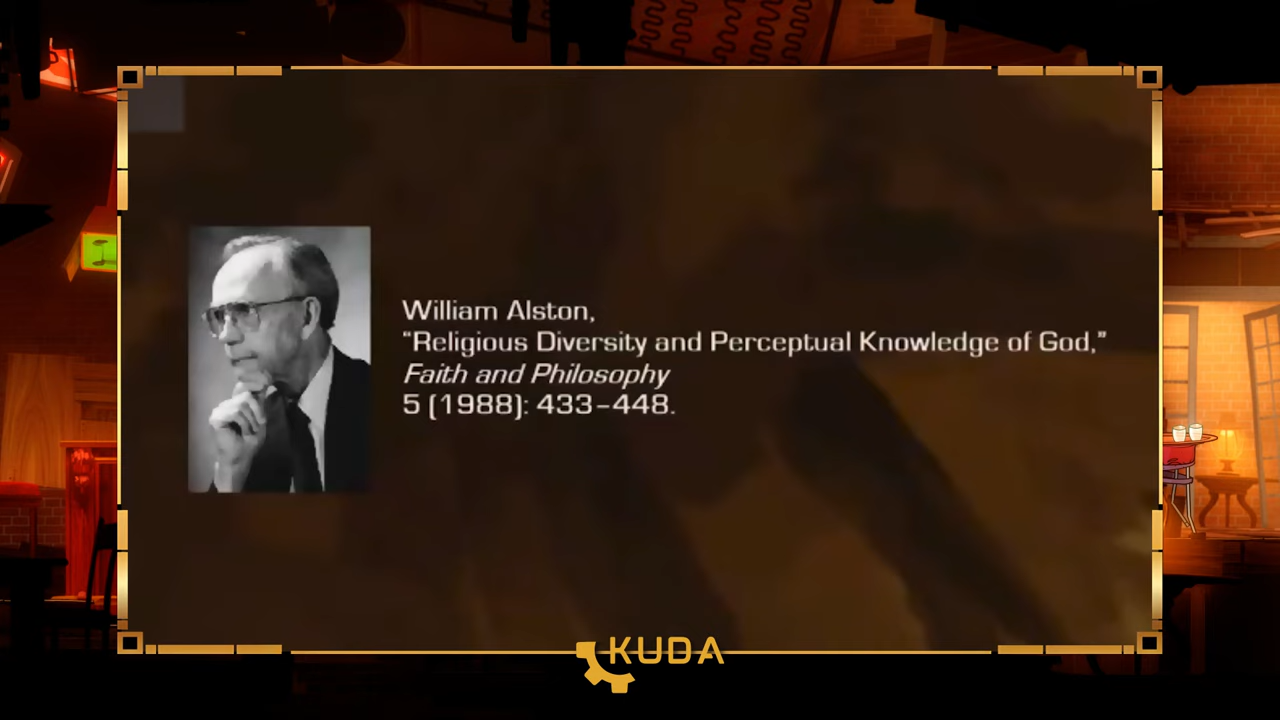 William Alston,
“Religious Diversity and Perceptual Knowledge of God,”
Faith and Philosophy
5 (1988): 433–448.
KUDA